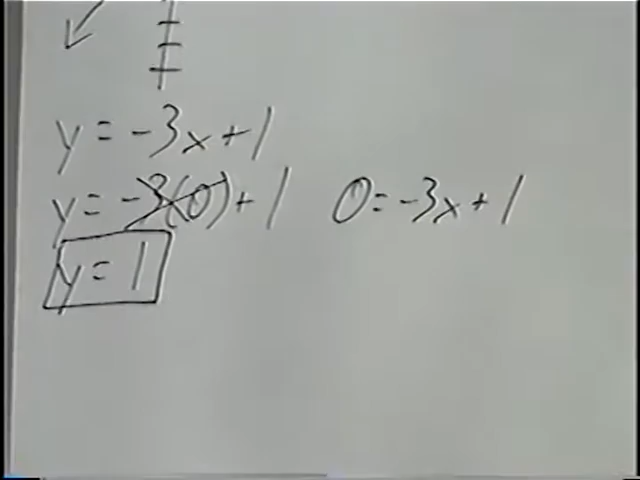 y = -3x + 1
y = -3(0) + 1 0 = -3x + 1
y = 1